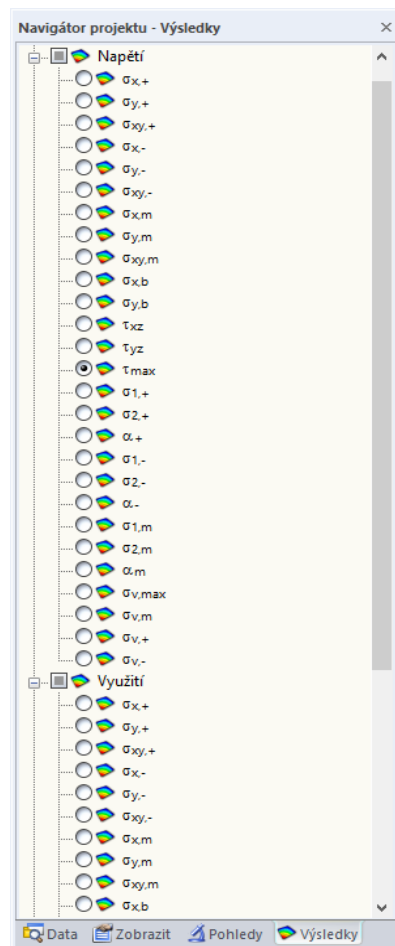 Navigátor projektu - Výsledky
Napětí
σx,+
σy,+
σxy,+
σx,-
σy,-
σxy,-
σx,m
σy,m
σxy,m
σx,b
σy,b
τxz
τyz
τmax
σ1,+
σ2,+
α+
σ1,-
σ2,-
α-
σ1,m
σ2,m
αm
σv,max
σv,m
σv,+
σv,-
Využití
σx,+
σy,+
σxy,+
σx,-
σy,-
σxy,-
σx,m
σy,m
σxy,m
σx,b
Data Zobrazit Pohledy Výsledky